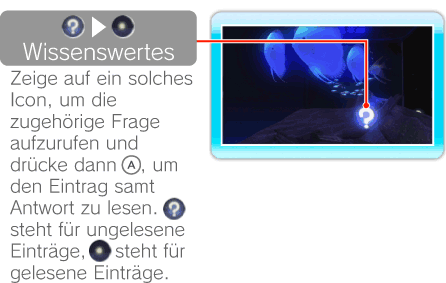 Wissenswertes
Zeige auf ein solches
Icon, um die
zugehörige Frage
aufzurufen und
drücke dann Ⓐ, um
den Eintrag samt
Antwort zu lesen. ?
steht für ungelesene
Einträge, steht für
gelesene Einträge.